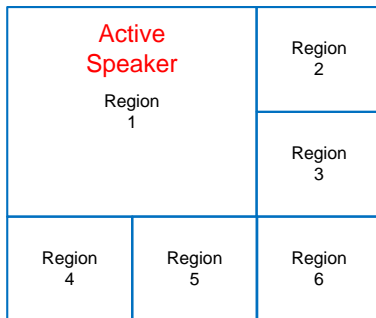 Active
Speaker
Region
1
Region
2
Region
3
Region
4
Region
5
Region
6